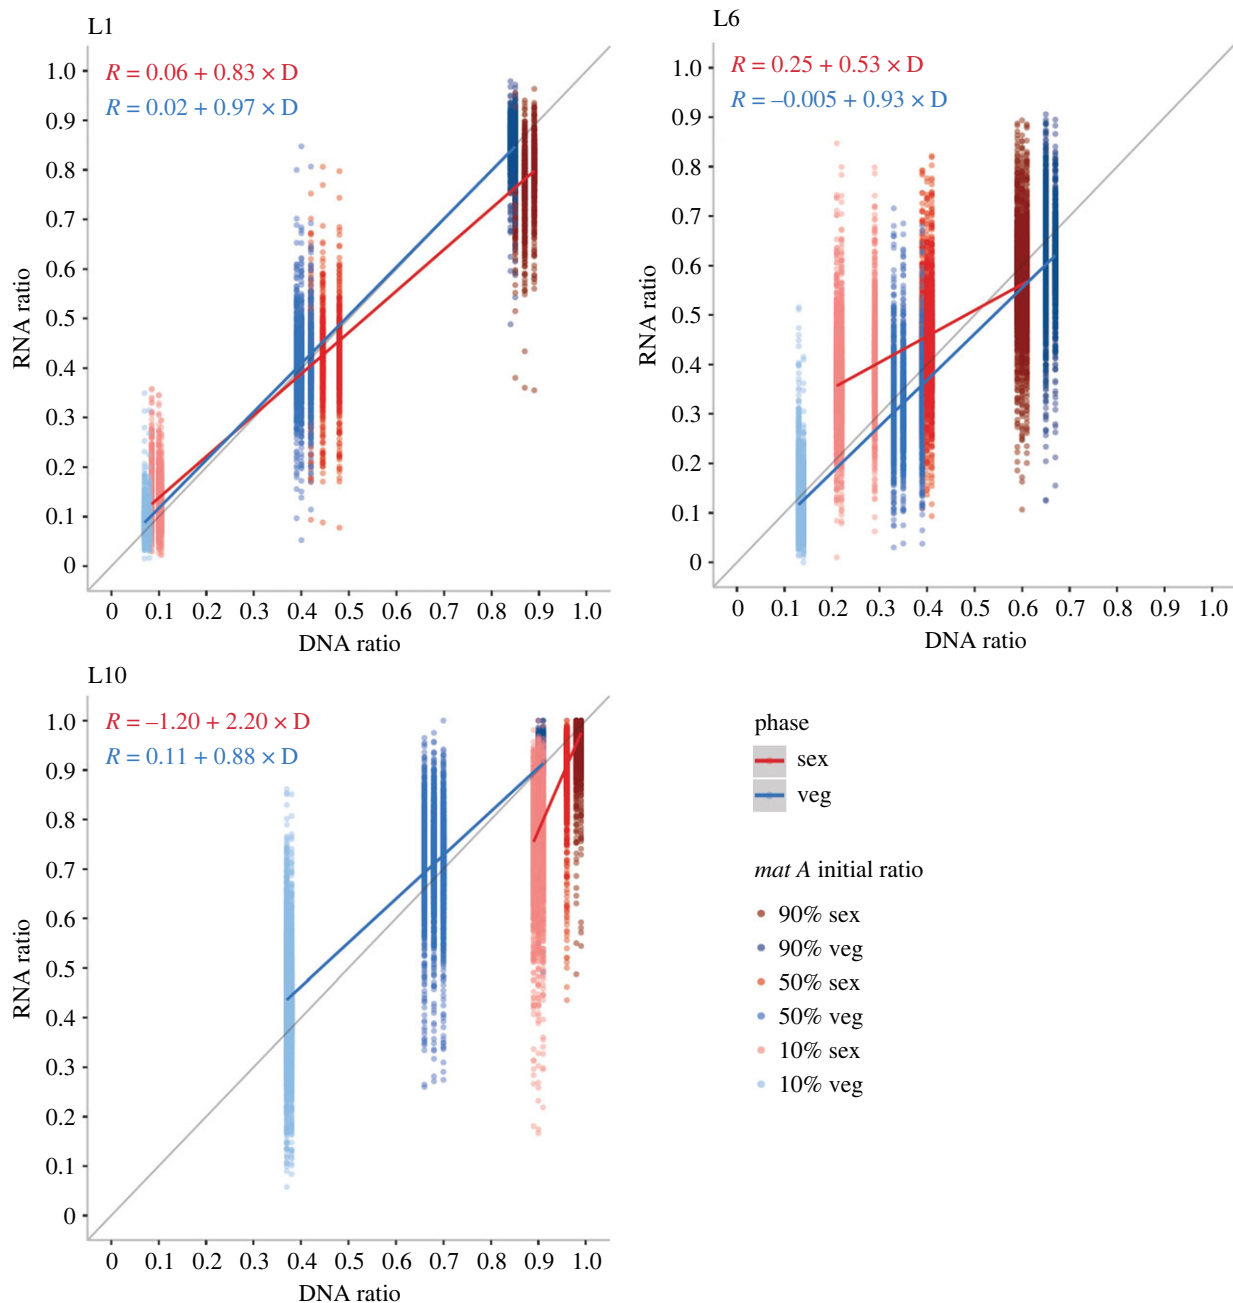 L1
R = 0.06 + 0.83 × D
R = 0.02 + 0.97 × D
1.0
0.9
0.8
0.7
0.6
0.5
0.4
0.3
0.2
0.1
0
RNA ratio
0 0.1 0.2 0.3 0.4 0.5 0.6 0.7 0.8 0.9 1.0
DNA ratio
L6
R = 0.25 + 0.53 × D
R = –0.005 + 0.93 × D
1.0
0.9
0.8
0.7
0.6
0.5
0.4
0.3
0.2
0.1
0
RNA ratio
0 0.1 0.2 0.3 0.4 0.5 0.6 0.7 0.8 0.9 1.0
DNA ratio
L10
R = –1.20 + 2.20 × D
R = 0.11 + 0.88 × D
1.0
0.9
0.8
0.7
0.6
0.5
0.4
0.3
0.2
0.1
0
RNA ratio
0 0.1 0.2 0.3 0.4 0.5 0.6 0.7 0.8 0.9 1.0
DNA ratio
phase
sex
veg
mat A initial ratio
90% sex
90% veg
50% sex
50% veg
10% sex
10% veg